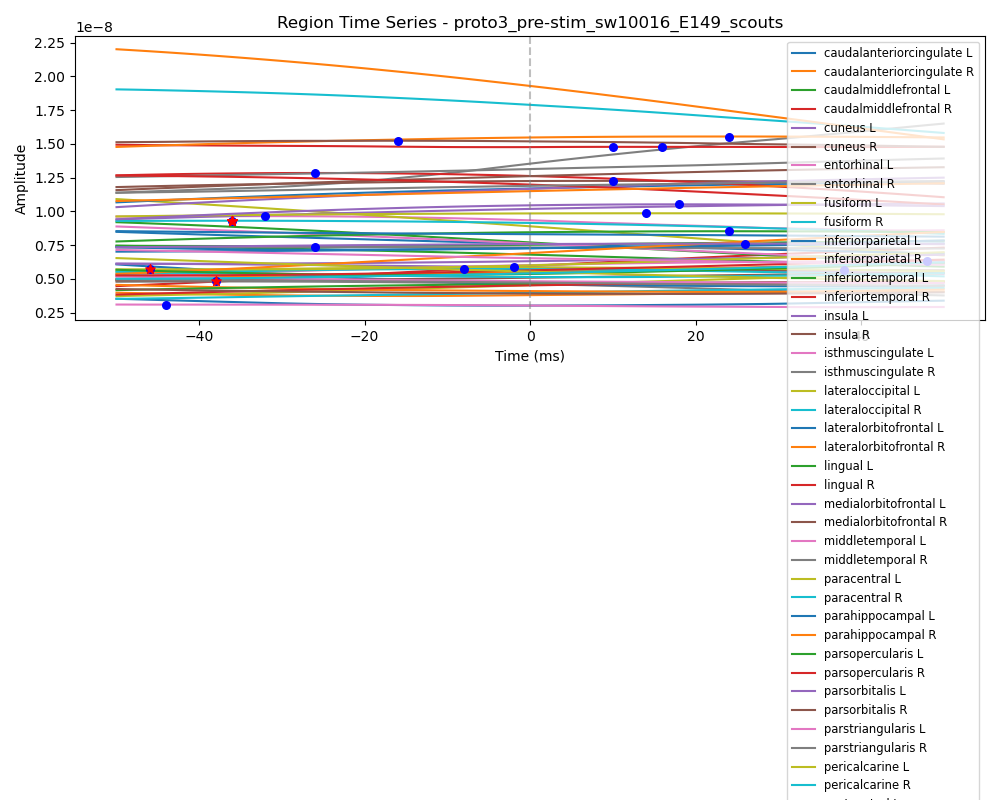 Region Time Series - proto3_pre-stim_sw10016_E149_scouts
1e−8
2.25
2.00
1.75
1.50
1.25
1.00
0.75
0.50
0.25
Amplitude
−40
−20
0
20
40
Time (ms)
caudalanteriorcingulate L
caudalanteriorcingulate R
caudalmiddlefrontal L
caudalmiddlefrontal R
cuneus L
cuneus R
entorhinal L
entorhinal R
fusiform L
fusiform R
inferiorparietal L
inferiorparietal R
inferiortemporal L
inferiortemporal R
insula L
insula R
isthmuscingulate L
isthmuscingulate R
lateraloccipital L
lateraloccipital R
lateralorbitofrontal L
lateralorbitofrontal R
lingual L
lingual R
medialorbitofrontal L
medialorbitofrontal R
middletemporal L
middletemporal R
paracentral L
paracentral R
parahippocampal L
parahippocampal R
parsopercularis L
parsopercularis R
parsorbitalis L
parsorbitalis R
parstriangularis L
parstriangularis R
pericalcarine L
pericalcarine R